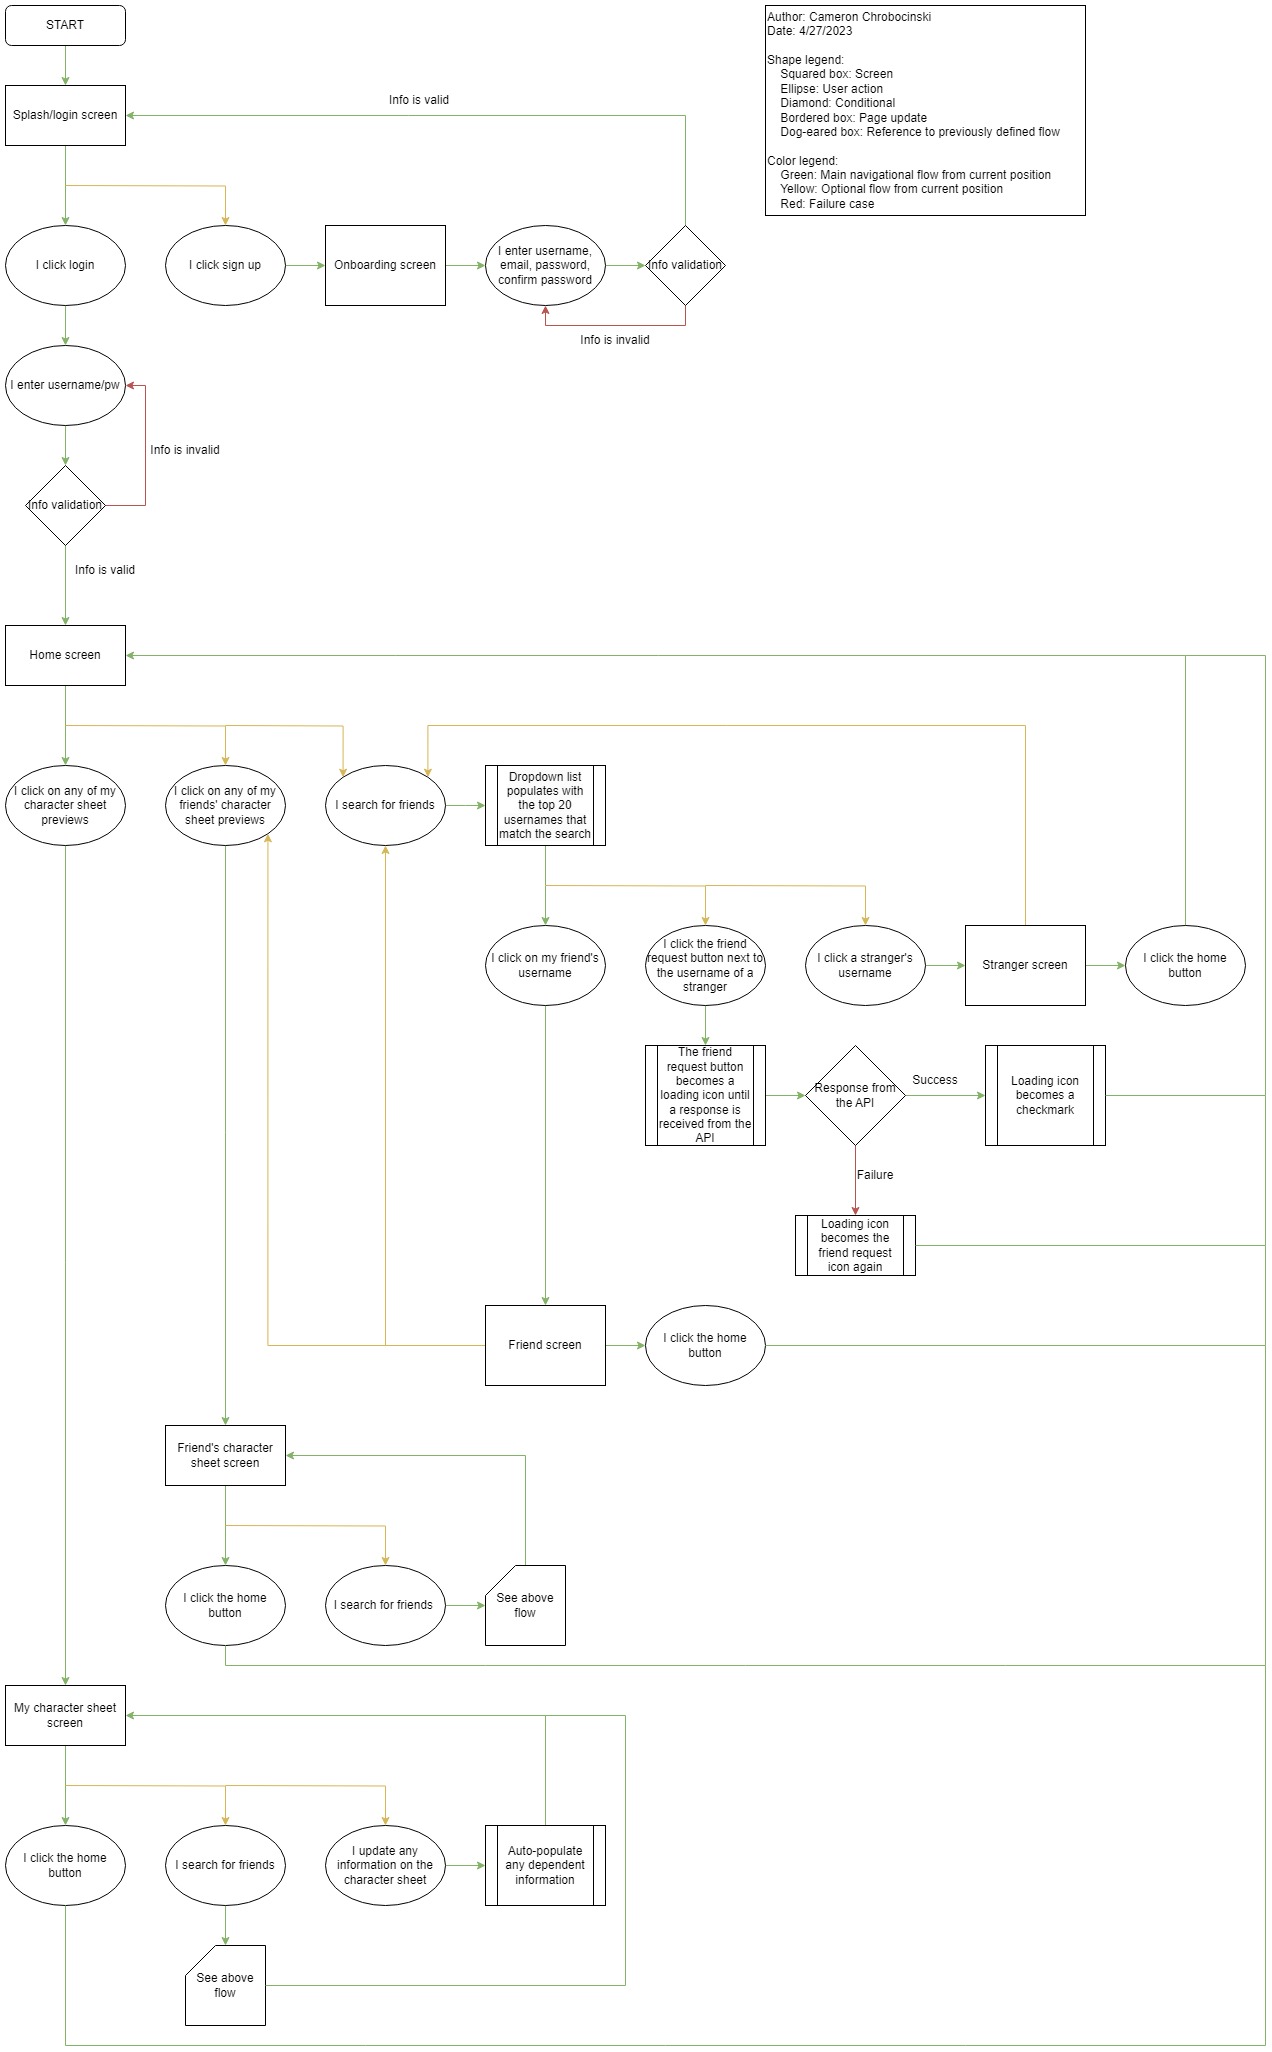 START
Author: Cameron Chrobocinski
Date: 4/27/2023
Shape legend:
Squared box: Screen
Ellipse: User action
Diamond: Conditional
Bordered box: Page update
Dog-eared box: Reference to previously defined flow
Color legend:
Green: Main navigational flow from current position
Yellow: Optional flow from current position
Red: Failure case
Splash/login screen
Info is valid
I click login
I click sign up
Onboarding screen
I enter username,
email, password,
confirm password
Info validation
Info is invalid
I enter username/pw
Info is invalid
Info validation
Info is valid
Home screen
I click on any of my
character sheet
previews
I click on any of my
friends' character
sheet previews
I search for friends
Dropdown list
populates with
the top 20
usernames that
match the search
I click on my friend's
username
I click the friend
request button next to
the username of a
stranger
I click a stranger's
username
Stranger screen
I click the home
button
The friend
request button
becomes a
loading icon until
a response is
received from the
API
Response from
the API
Success
Loading icon
becomes a
checkmark
Failure
Loading icon
becomes the
friend request
icon again
Friend screen
I click the home
button
Friend's character
sheet screen
I click the home
button
I search for friends
See above
flow
My character sheet
screen
I click the home
button
I search for friends
I update any
information on the
character sheet
Auto-populate
any dependent
information
See above
flow